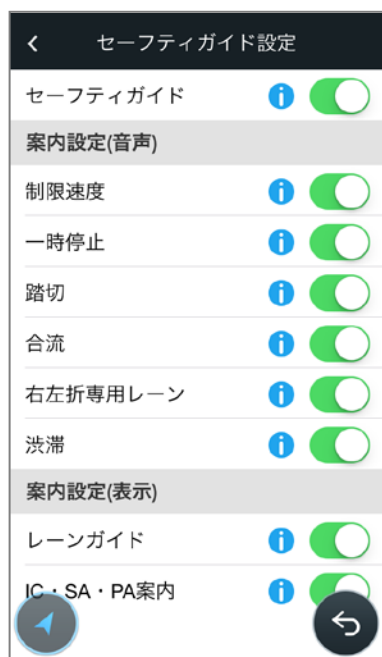 セーフティガイド設定
セーフティガイド
案内設定(音声)
制限速度
一時停止
踏切
合流
右左折専用レーン
渋滞
案内設定(表示)
レーンガイド
IC・SA・PA案内